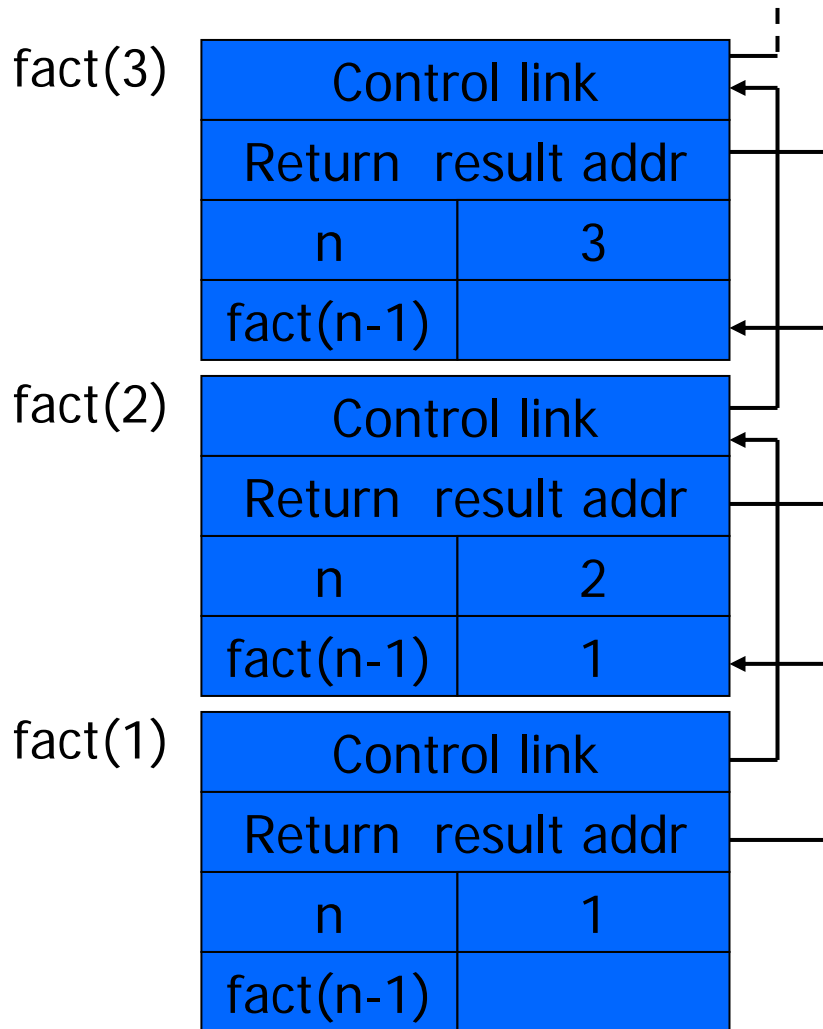 fact(3)
Control link
Return result addr
n 3
fact(n-1)
fact(2)
Control link
Return result addr
n 2
fact(n-1) 1
fact(1)
Control link
Return result addr
n 1
fact(n-1)